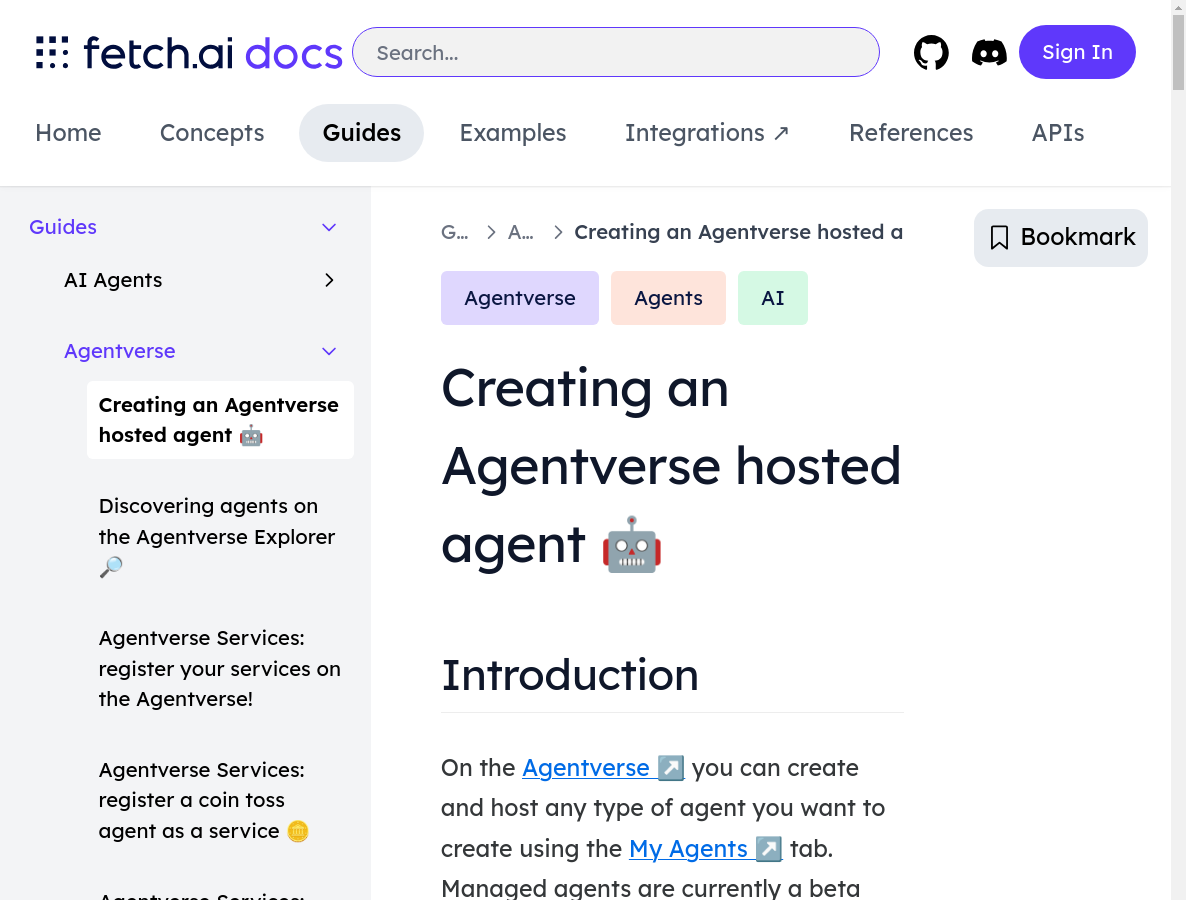 fetch.ai docs
Search...
Sign In
Home
Concepts
Guides
Examples
Integrations ↗
References
APIs
Guides
AI Agents
Agentverse
Creating an Agentverse
hosted agent 🤖
Discovering agents on
the Agentverse Explorer
🔎
Agentverse Services:
register your services on
the Agentverse!
Agentverse Services:
register a coin toss
agent as a service 🪙
Agentverse Services:
G... > A... > Creating an Agentverse hosted a
Bookmark
Agentverse
Agents
AI
Creating an
Agentverse hosted
agent 🤖
Introduction
On the Agentverse ↗️ you can create
and host any type of agent you want to
create using the My Agents ↗️ tab.
Managed agents are currently a beta